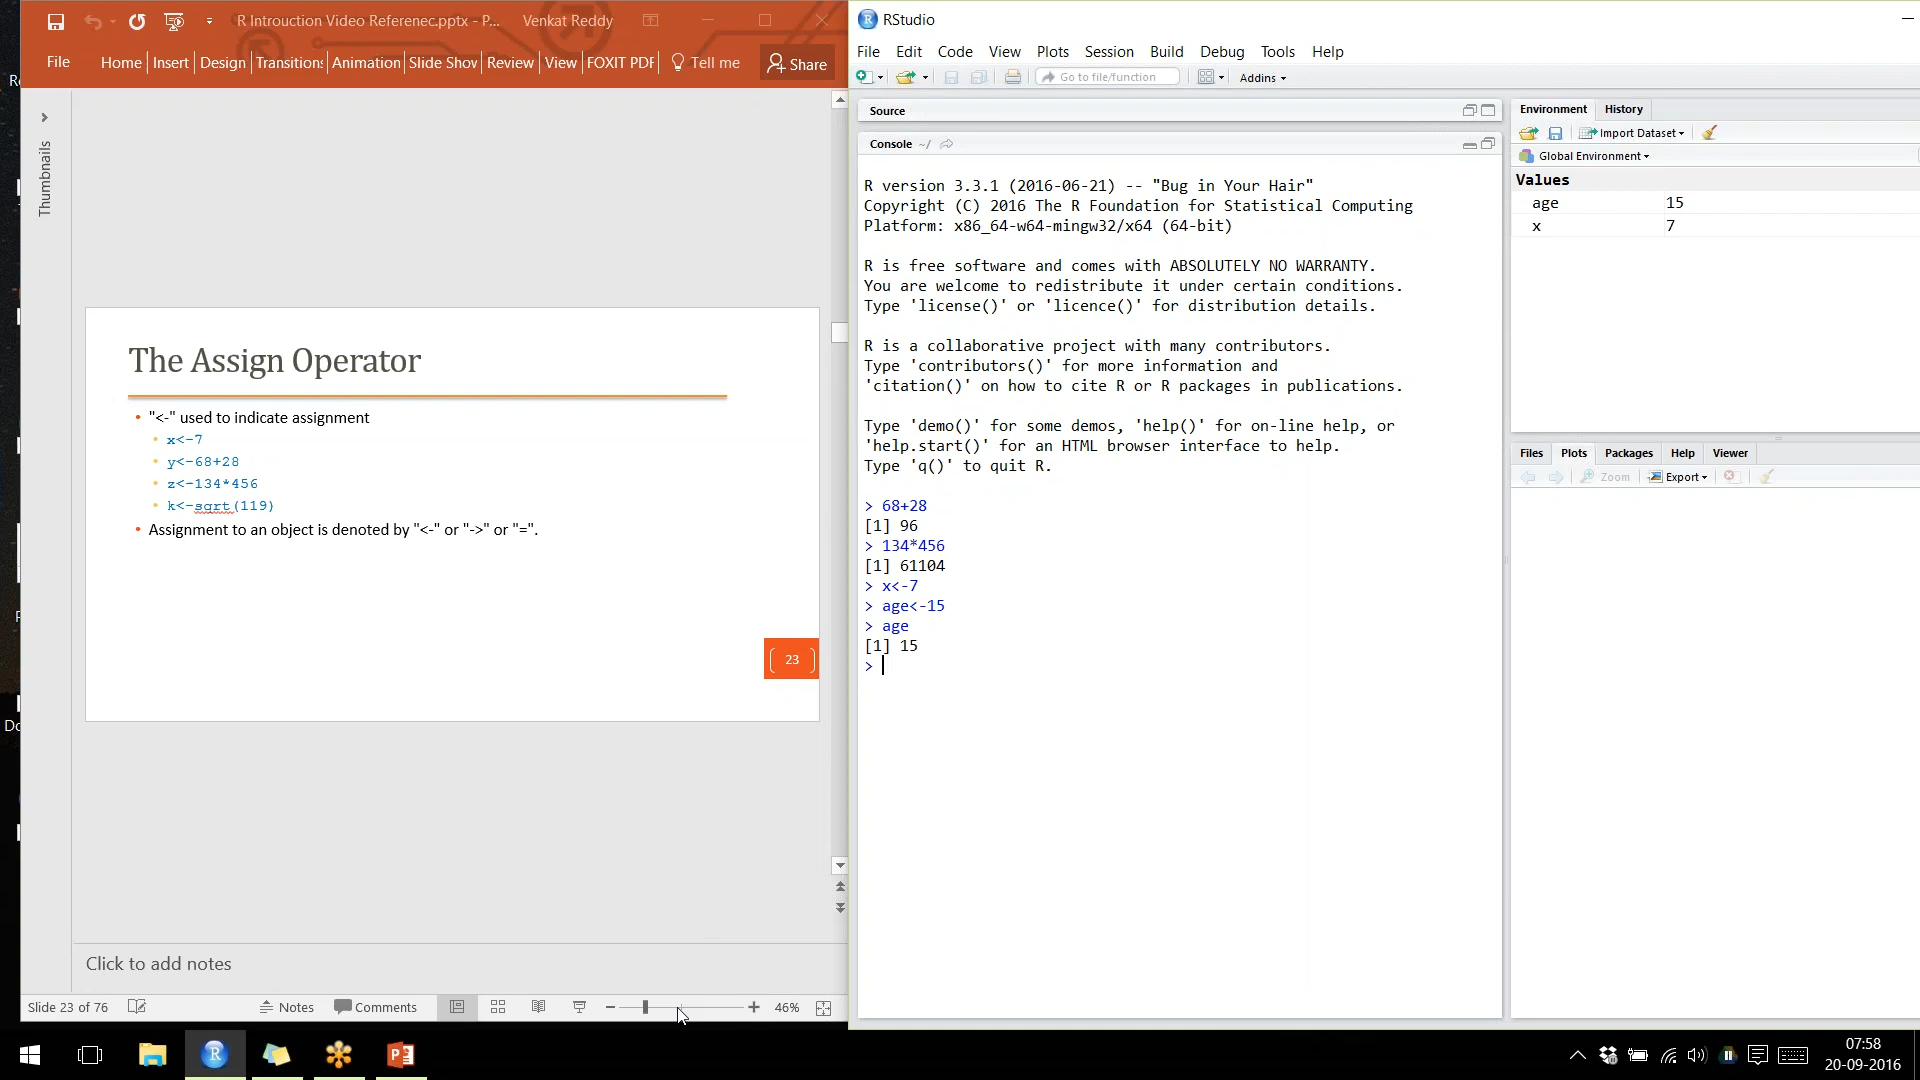 R Introuction Video Referenec.pptx - P...
Venkat Reddy
File
Home
Insert
Design
Transitions
Animation
Slide Shov
Review
View
FOXIT PDF
Tell me
Share
Thumbnails
The Assign Operator
• "<-" used to indicate assignment
• x<-7
• y<-68+28
• z<-134*456
• k<-sqrt(119)
• Assignment to an object is denoted by "<-" or "->" or "=".
23
Click to add notes
Slide 23 of 76
Notes
Comments
46%
RStudio
File
Edit
Code
View
Plots
Session
Build
Debug
Tools
Help
Go to file/function
Addins
Source
Console ~/
R version 3.3.1 (2016-06-21) -- "Bug in Your Hair"
Copyright (C) 2016 The R Foundation for Statistical Computing
Platform: x86_64-w64-mingw32/x64 (64-bit)
R is free software and comes with ABSOLUTELY NO WARRANTY.
You are welcome to redistribute it under certain conditions.
Type 'license()' or 'licence()' for distribution details.
R is a collaborative project with many contributors.
Type 'contributors()' for more information and
'citation()' on how to cite R or R packages in publications.
Type 'demo()' for some demos, 'help()' for on-line help, or
'help.start()' for an HTML browser interface to help.
Type 'q()' to quit R.
> 68+28
[1] 96
> 134*456
[1] 61104
> x<-7
> age<-15
> age
[1] 15
>
Environment
History
Import Dataset
Global Environment
Values
age 15
x 7
Files
Plots
Packages
Help
Viewer
Zoom
Export
07:58
20-09-2016